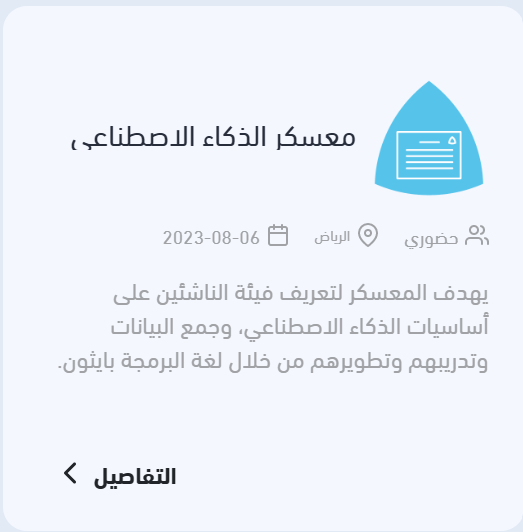 معسكر الذكاء الاصطناعي
حضوري الرياض 2023-08-06
يهدف المعسكر لتعريف فيئة الناشئين على
أساسيات الذكاء الاصطناعي، وجمع البيانات
وتدريبهم وتطويرهم من خلال لغة البرمجة بايثون.
التفاصيل